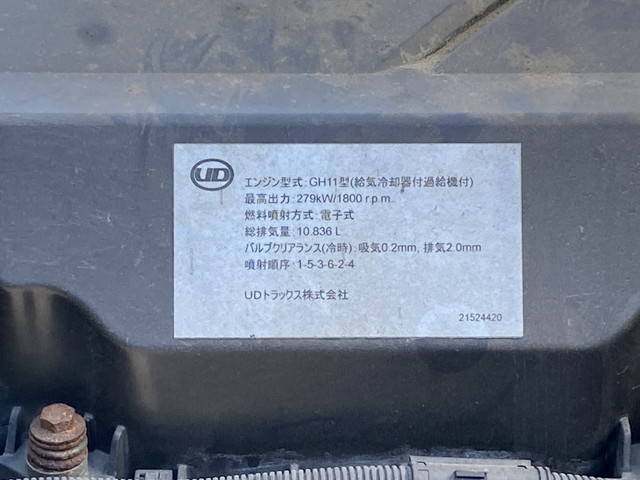 UD
エンジン型式: GH11型(給気冷却器付過給機付)
最高出力: 279kW/1800 r.p.m.
燃料噴射方式: 電子式
総排気量: 10.836 L
バルブクリアランス(冷時): 吸気0.2mm, 排気2.0mm
噴射順序: 1-5-3-6-2-4
UDトラックス株式会社
21524420